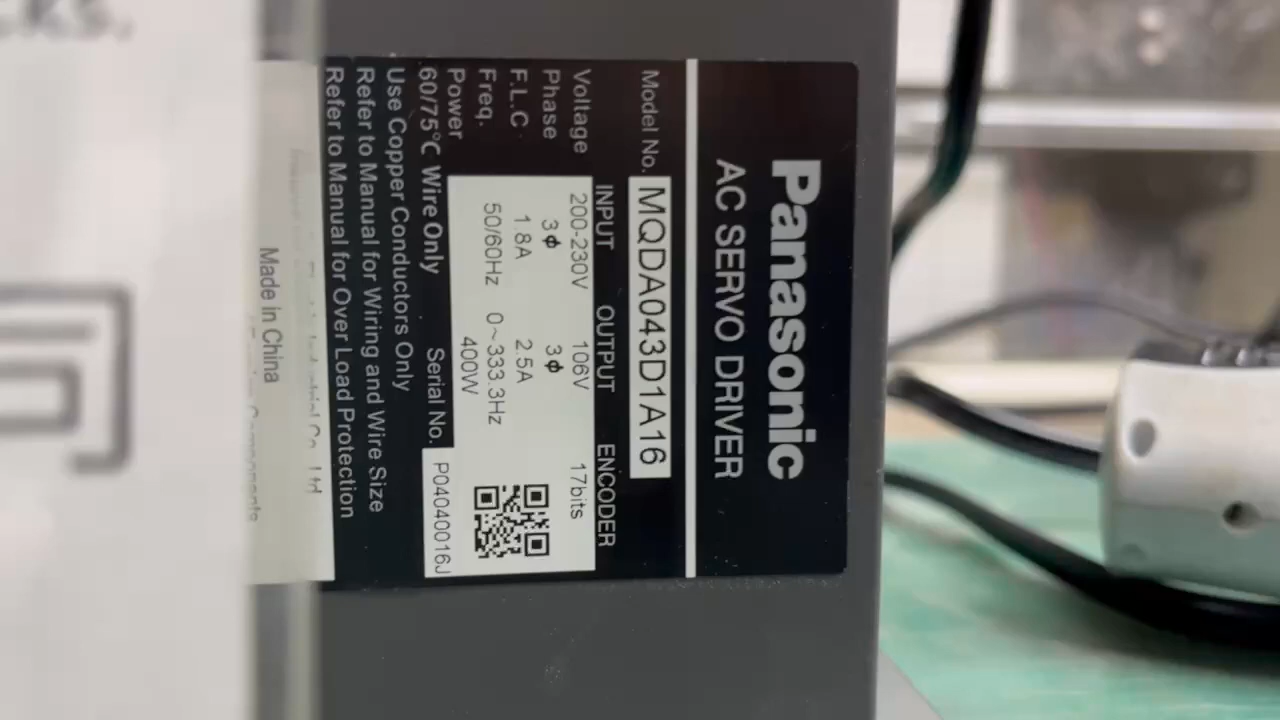 Panasonic
AC SERVO DRIVER
Model No. MQDA043D1A16
INPUT OUTPUT ENCODER
Voltage 200-230V 106V 17bits
Phase 3ϕ 3ϕ
F.L.C 1.8A 2.5A
Freq. 50/60Hz 0~333.3Hz
Power 400W
60/75°C Wire Only Serial No. P04040016J
Use Copper Conductors Only
Refer to Manual for Wiring and Wire Size
Refer to Manual for Over Load Protection
Made in China